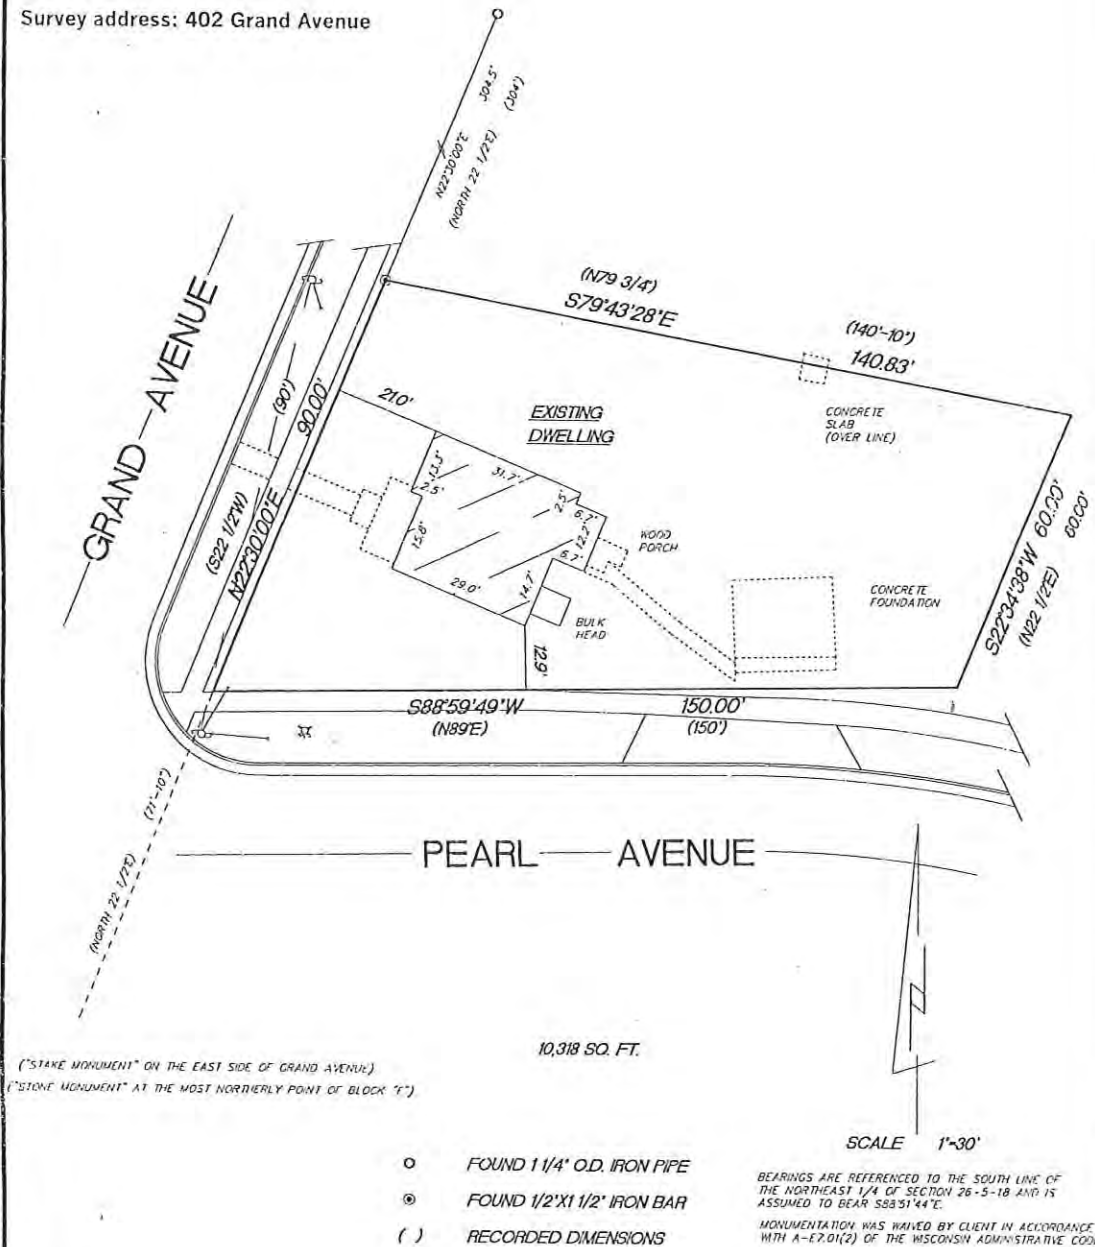 Survey address: 402 Grand Avenue
304.5'
(304')
N22°30'00"E
(NORTH 22 1/2E)
GRAND AVENUE
(N79 3/4')
S79°43'28"E
(140'-10")
140.83'
(90')
90.00'
21.0'
EXISTING
DWELLING
CONCRETE
SLAB
(OVER LINE)
13.3'
2.5'
31.7'
2.5'
6.7'
12.2'
6.7'
15.8'
29.0'
14.7'
WOOD
PORCH
(S22 1/2'W)
N22°30'00"E
BULK
HEAD
CONCRETE
FOUNDATION
S22°34'38"W 60.00'
(N22 1/2'E)
60.00'
12.9'
S88°59'49"W
150.00'
(N89'E)
(150')
(71'-10")
(NORTH 22 1/2'E)
PEARL AVENUE
10,318 SQ. FT.
("STAKE MONUMENT" ON THE EAST SIDE OF GRAND AVENUE)
("STONE MONUMENT" AT THE MOST NORTHERLY POINT OF BLOCK "F")
SCALE 1"=30'
FOUND 1 1/4" O.D. IRON PIPE
FOUND 1/2"X1 1/2" IRON BAR
( ) RECORDED DIMENSIONS
BEARINGS ARE REFERENCED TO THE SOUTH LINE OF
THE NORTHEAST 1/4 OF SECTION 26-5-18 AND IS
ASSUMED TO BEAR S88°51'44"E.
MONUMENTATION WAS WAIVED BY CLIENT IN ACCORDANCE
WITH A-E7.01(2) OF THE WISCONSIN ADMINISTRATIVE CODE